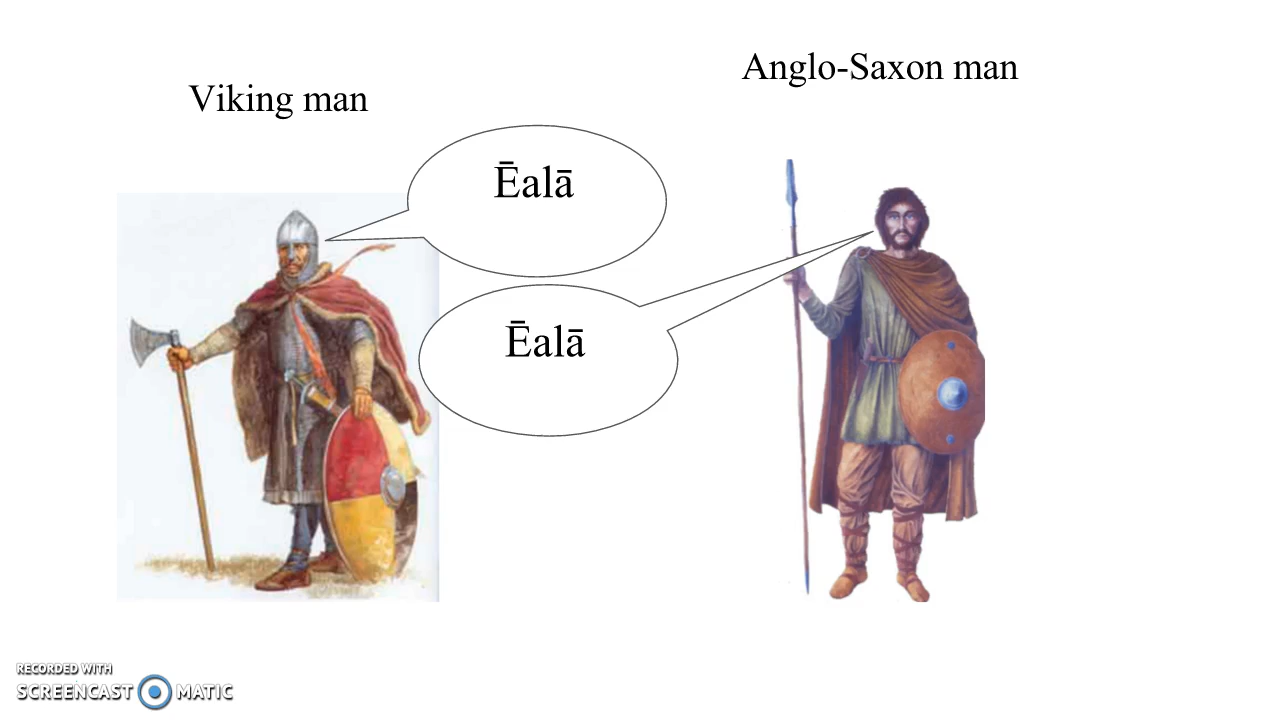 Anglo-Saxon man
Viking man
Ēalā
Ēalā
RECORDED WITH
SCREENCAST MATIC